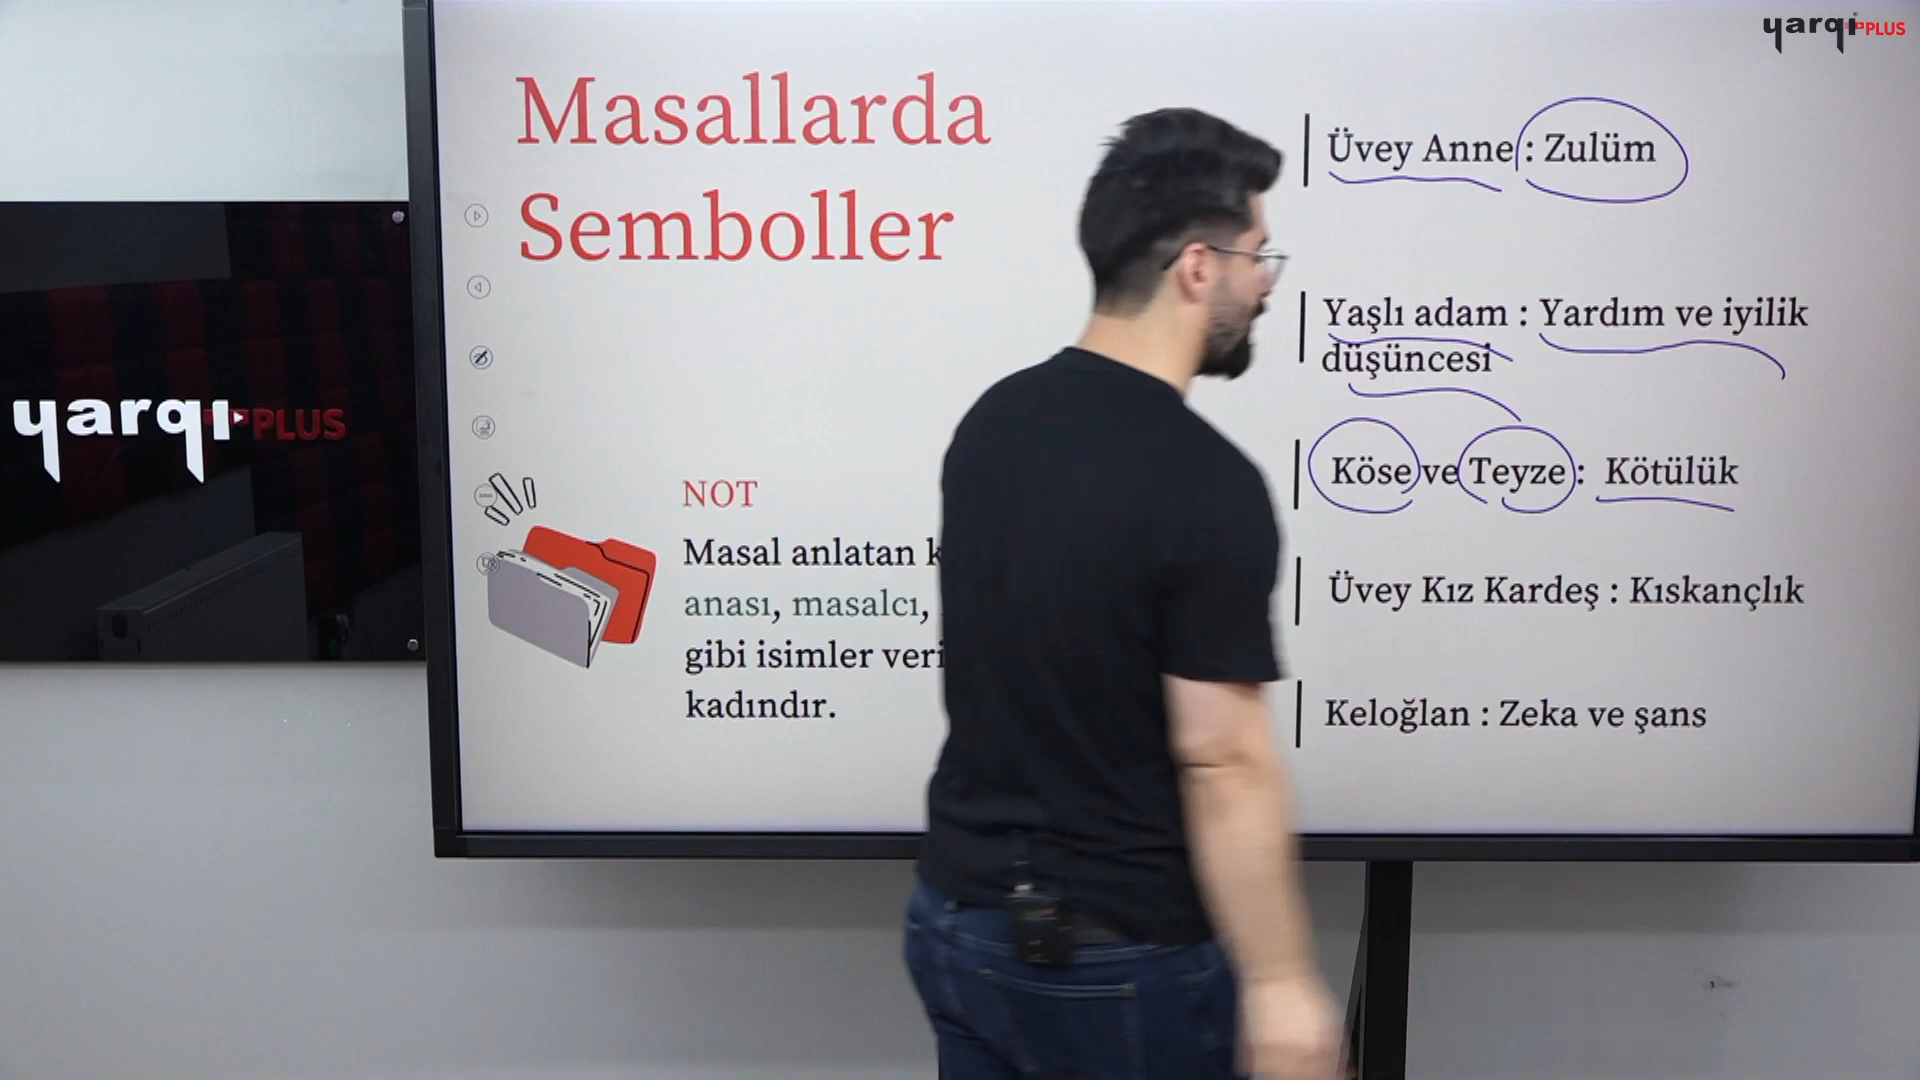 yarqı PLUS
yarqı PLUS
Masallarda
Semboller
NOT
Masal anlatan
anası, masalcı,
gibi isimler
kadındır.
Üvey Anne : Zulüm
Yaşlı adam : Yardım ve iyilik
düşüncesi
Köse ve Teyze : Kötülük
Üvey Kız Kardeş : Kıskançlık
Keloğlan : Zeka ve şans